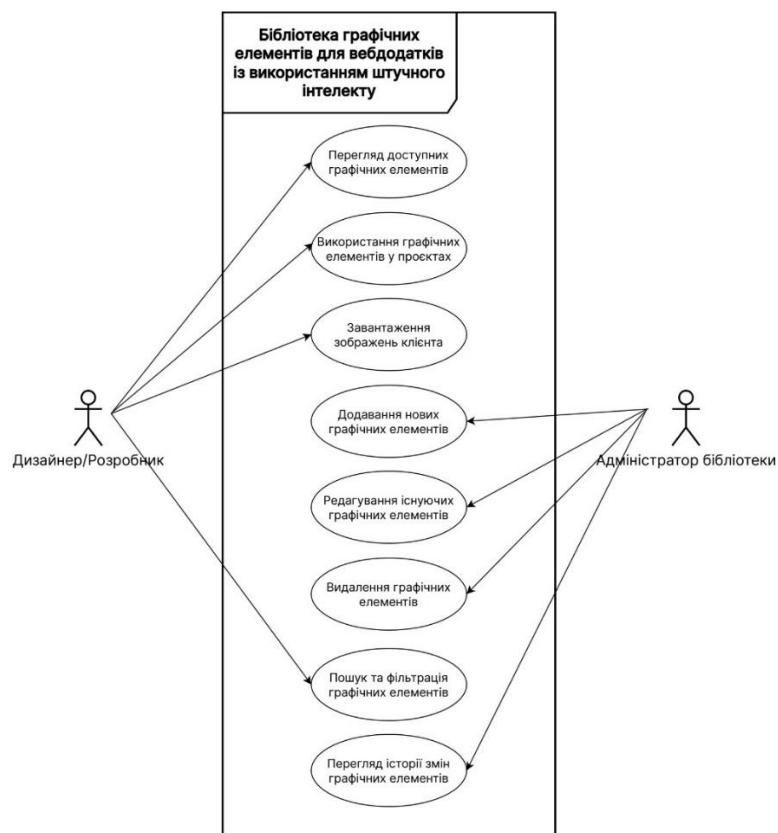 Бібліотека графічних
елементів для вебдодатків
із використанням штучного
інтелекту
Перегляд доступних
графічних елементів
Використання графічних
елементів у проєктах
Завантаження
зображень клієнта
Додавання нових
графічних елементів
Дизайнер/Розробник
Адміністратор бібліотеки
Редагування існуючих
графічних елементів
Видалення графічних
елементів
Пошук та фільтрація
графічних елементів
Перегляд історії змін
графічних елементів